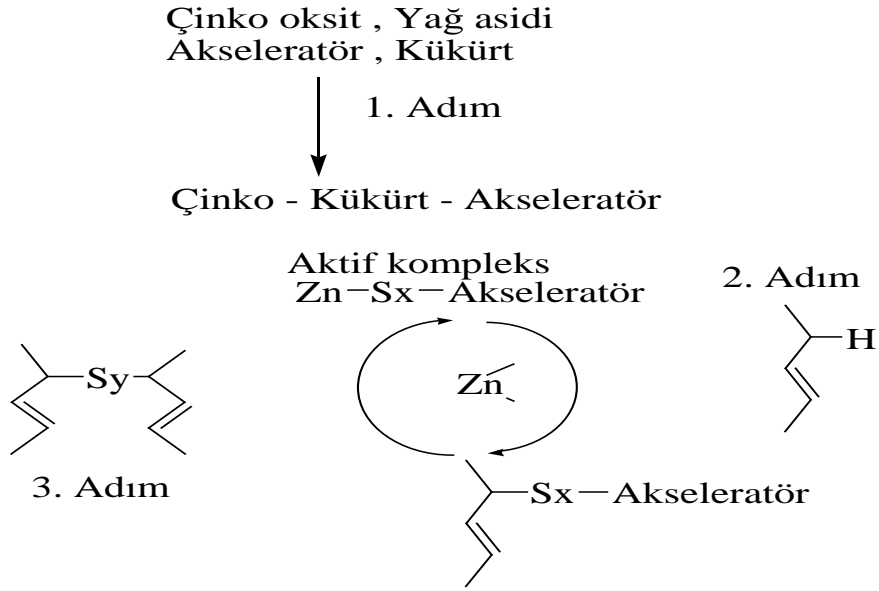 Çinko oksit , Yağ asidi
Akseleratör , Kükürt
1. Adım
Çinko - Kükürt - Akseleratör
Aktif kompleks
Zn-Sx-Akseleratör
2. Adım
H
Sy
Zn
3. Adım
Sx-Akseleratör